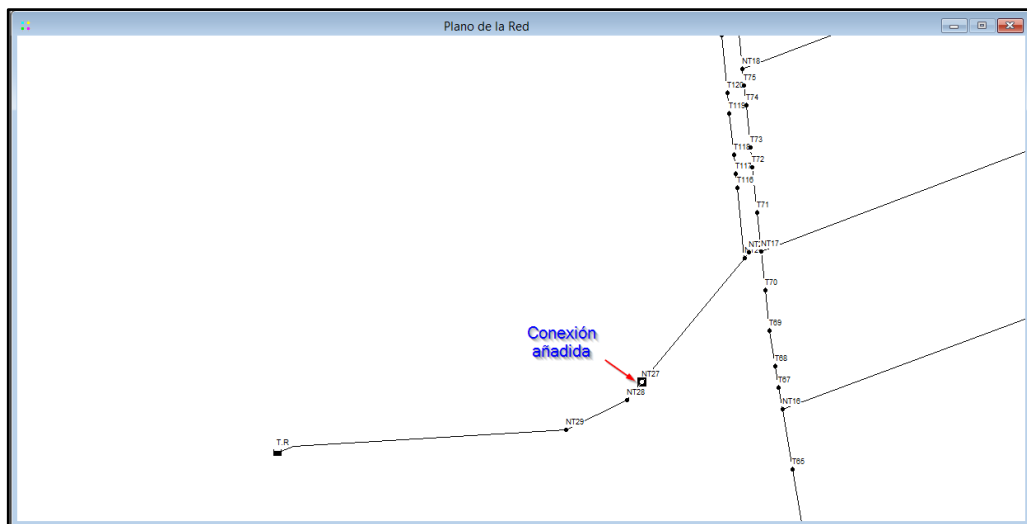 Plano de la Red
NT18
T75
T120
T74
T119
T73
T118
T72
T117
T116
T71
NT17
T70
T69
Conexión
añadida
T68
NT27
T67
NT28
NT16
NT29
T.R
T65